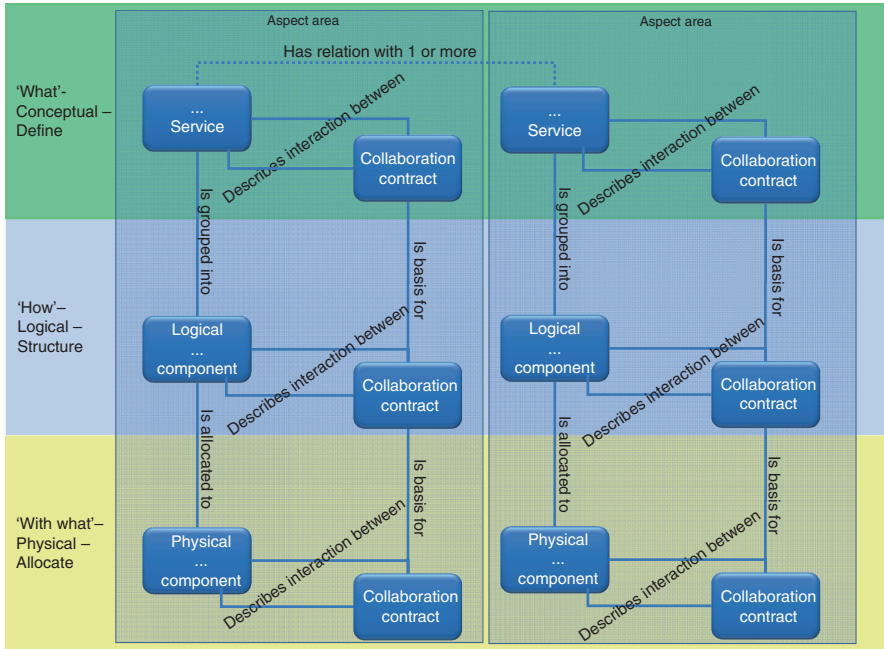 Aspect area
Aspect area
Has relation with 1 or more
'What'-
Conceptual –
Define
...
Service
Describes interaction between
Collaboration
contract
...
Service
Describes interaction between
Collaboration
contract
Is grouped into
Is basis for
Is grouped into
Is basis for
'How'–
Logical –
Structure
Logical
...
component
Describes interaction between
Collaboration
contract
Logical
...
component
Describes interaction between
Collaboration
contract
Is allocated to
Is basis for
Is allocated to
Is basis for
'With what'–
Physical –
Allocate
Physical
...
component
Describes interaction between
Collaboration
contract
Physical
...
component
Describes interaction between
Collaboration
contract